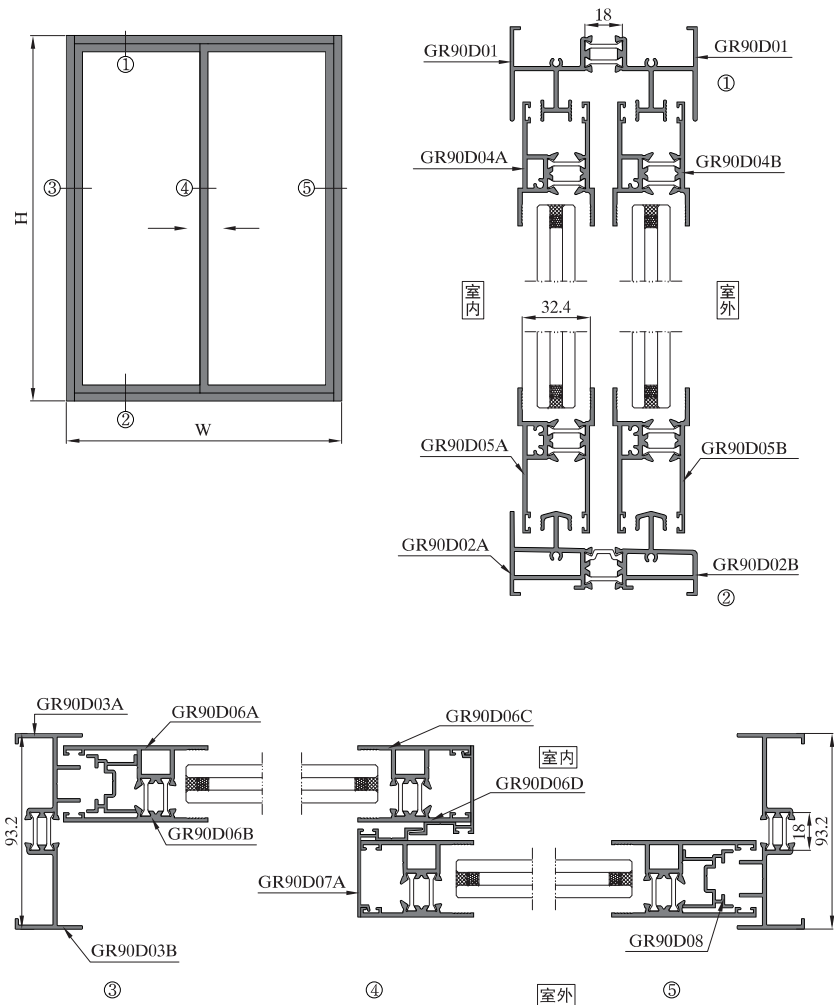 18
GR90D01
GR90D01
①
①
GR90D04A
GR90D04B
③
④
⑤
H
室内
室外
32.4
②
W
GR90D05A
GR90D05B
GR90D02A
GR90D02B
②
GR90D03A
GR90D06A
GR90D06C
室内
GR90D06D
93.2
18
93.2
GR90D06B
GR90D07A
GR90D08
GR90D03B
③
④
室外
⑤